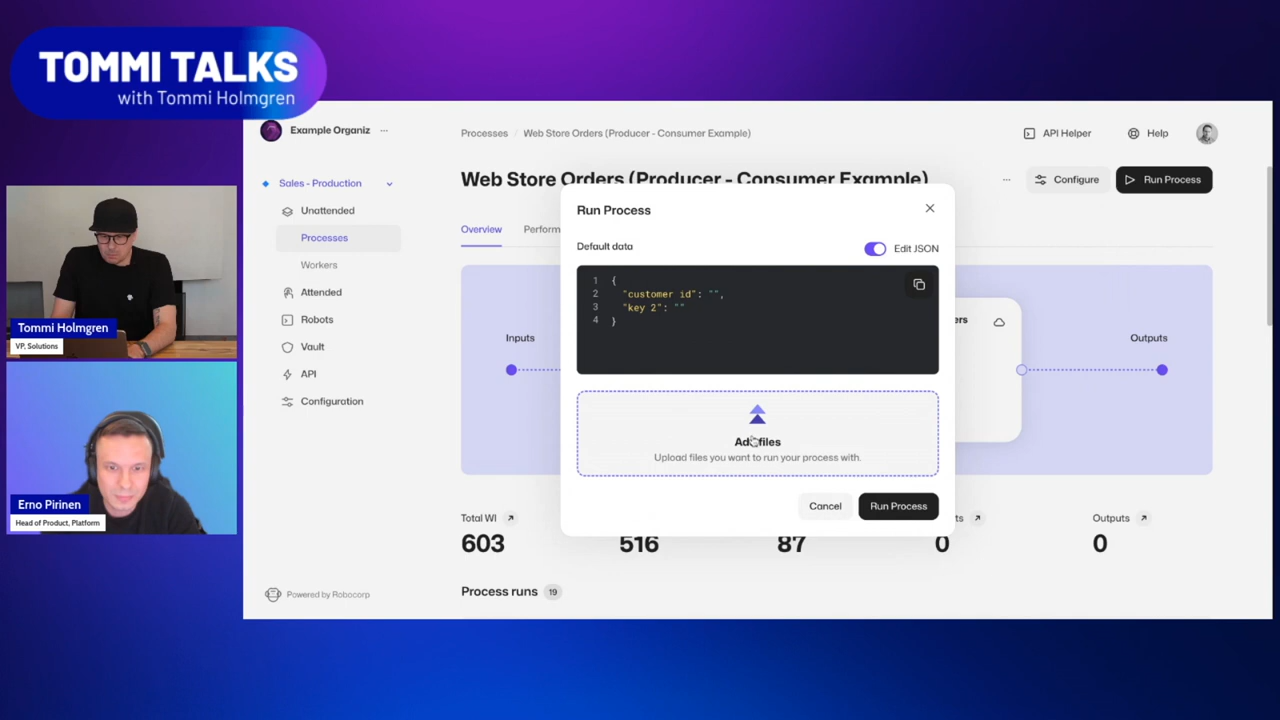 TOMMI TALKS
with Tommi Holmgren
Example Organiz ...
Processes / Web Store Orders (Producer - Consumer Example)
API Helper
Help
Sales - Production
Unattended
Processes
Workers
Attended
Robots
Vault
API
Configuration
Powered by Robocorp
Web Store Orders (Producer - Consumer Example)
...
Configure
Run Process
Overview
Perform
Run Process
Default data
Edit JSON
1 {
2 "customer id": "",
3 "key 2": ""
4 }
Add files
Upload files you want to run your process with.
Cancel
Run Process
Inputs
ers
Outputs
Total WI
ts
Outputs
603
516
87
0
0
Process runs 19
Tommi Holmgren
VP, Solutions
Erno Pirinen
Head of Product, Platform